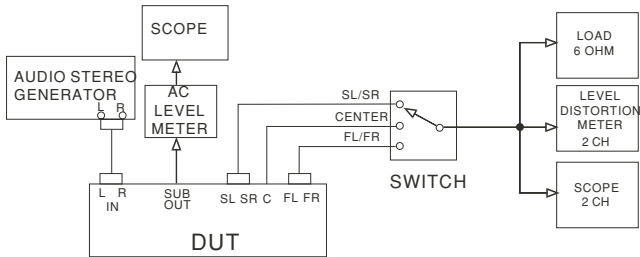 SCOPE
AUDIO STEREO
GENERATOR
L R
AC
LEVEL
METER
SL/SR
CENTER
FL/FR
SWITCH
LOAD
6 OHM
LEVEL
DISTORTION
METER
2 CH
SCOPE
2 CH
L R
IN
SUB
OUT
SL SR C FL FR
DUT